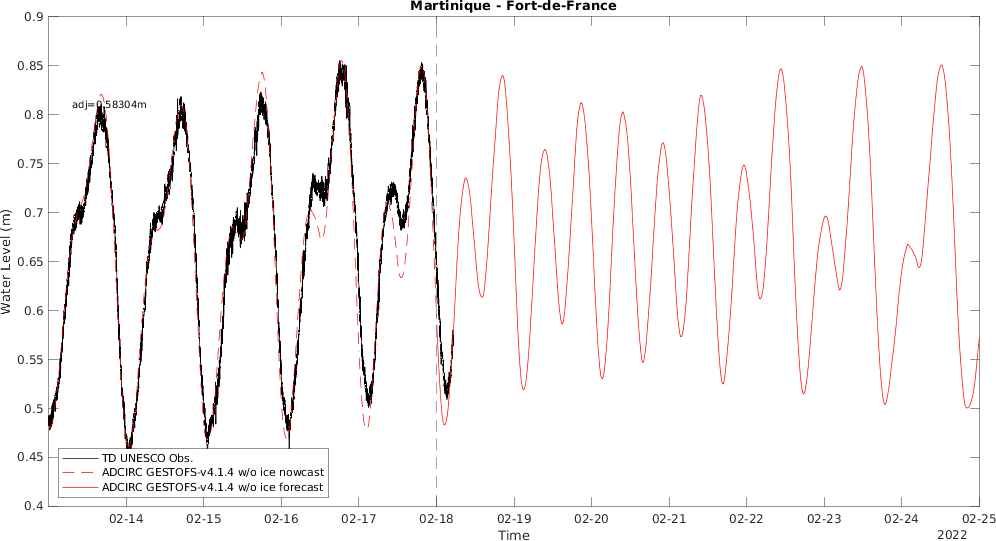 Martinique - Fort-de-France
0.9
0.85
0.8
0.75
0.7
0.65
0.6
0.55
0.5
0.45
0.4
Water Level (m)
adj=0.58304m
TD UNESCO Obs.
ADCIRC GESTOFS-v4.1.4 w/o ice nowcast
ADCIRC GESTOFS-v4.1.4 w/o ice forecast
02-14 02-15 02-16 02-17 02-18 02-19 02-20 02-21 02-22 02-23 02-24 02-25
Time
2022